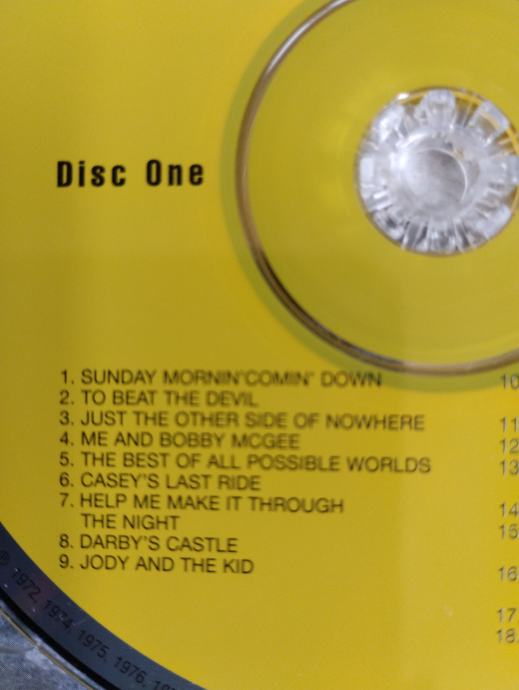 Disc One
1. SUNDAY MORNIN'COMIN' DOWN
2. TO BEAT THE DEVIL
3. JUST THE OTHER SIDE OF NOWHERE
4. ME AND BOBBY MCGEE
5. THE BEST OF ALL POSSIBLE WORLDS
6. CASEY'S LAST RIDE
7. HELP ME MAKE IT THROUGH
THE NIGHT
8. DARBY'S CASTLE
9. JODY AND THE KID
10
11
12
13
14
15
16
17
18.
℗ 1972, 1974, 1975, 1976,